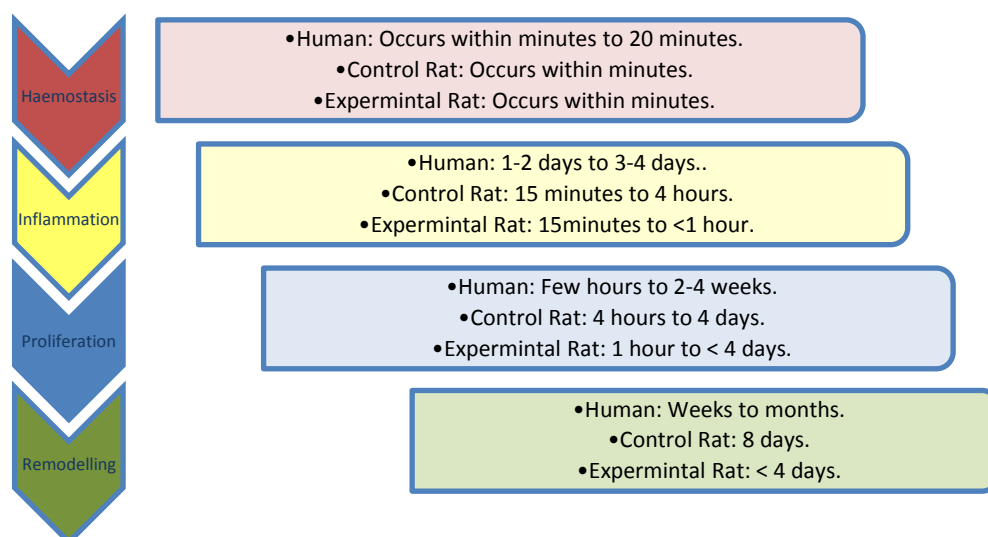 Haemostasis
•Human: Occurs within minutes to 20 minutes.
•Control Rat: Occurs within minutes.
•Expermintal Rat: Occurs within minutes.
Inflammation
•Human: 1-2 days to 3-4 days..
•Control Rat: 15 minutes to 4 hours.
•Expermintal Rat: 15minutes to <1 hour.
Proliferation
•Human: Few hours to 2-4 weeks.
•Control Rat: 4 hours to 4 days.
•Expermintal Rat: 1 hour to < 4 days.
Remodelling
•Human: Weeks to months.
•Control Rat: 8 days.
•Expermintal Rat: < 4 days.